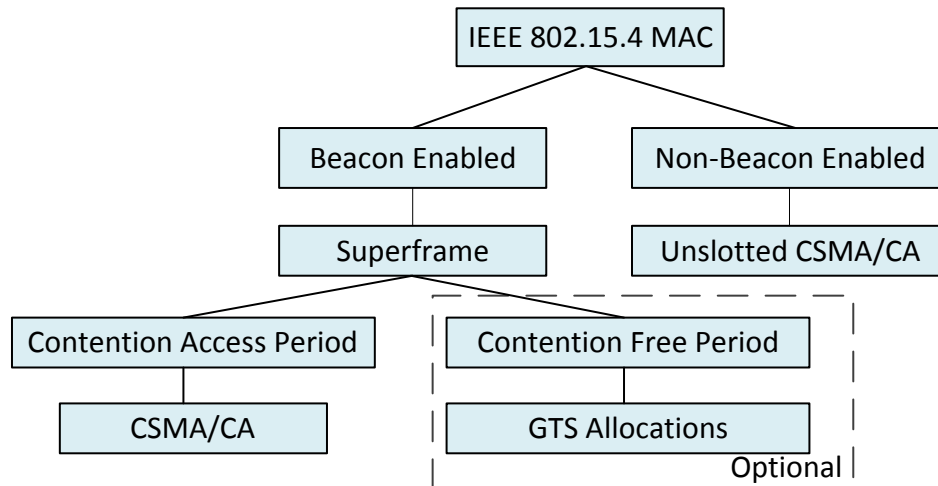 IEEE 802.15.4 MAC
Beacon Enabled
Non-Beacon Enabled
Superframe
Unslotted CSMA/CA
Contention Access Period
Contention Free Period
CSMA/CA
GTS Allocations
Optional